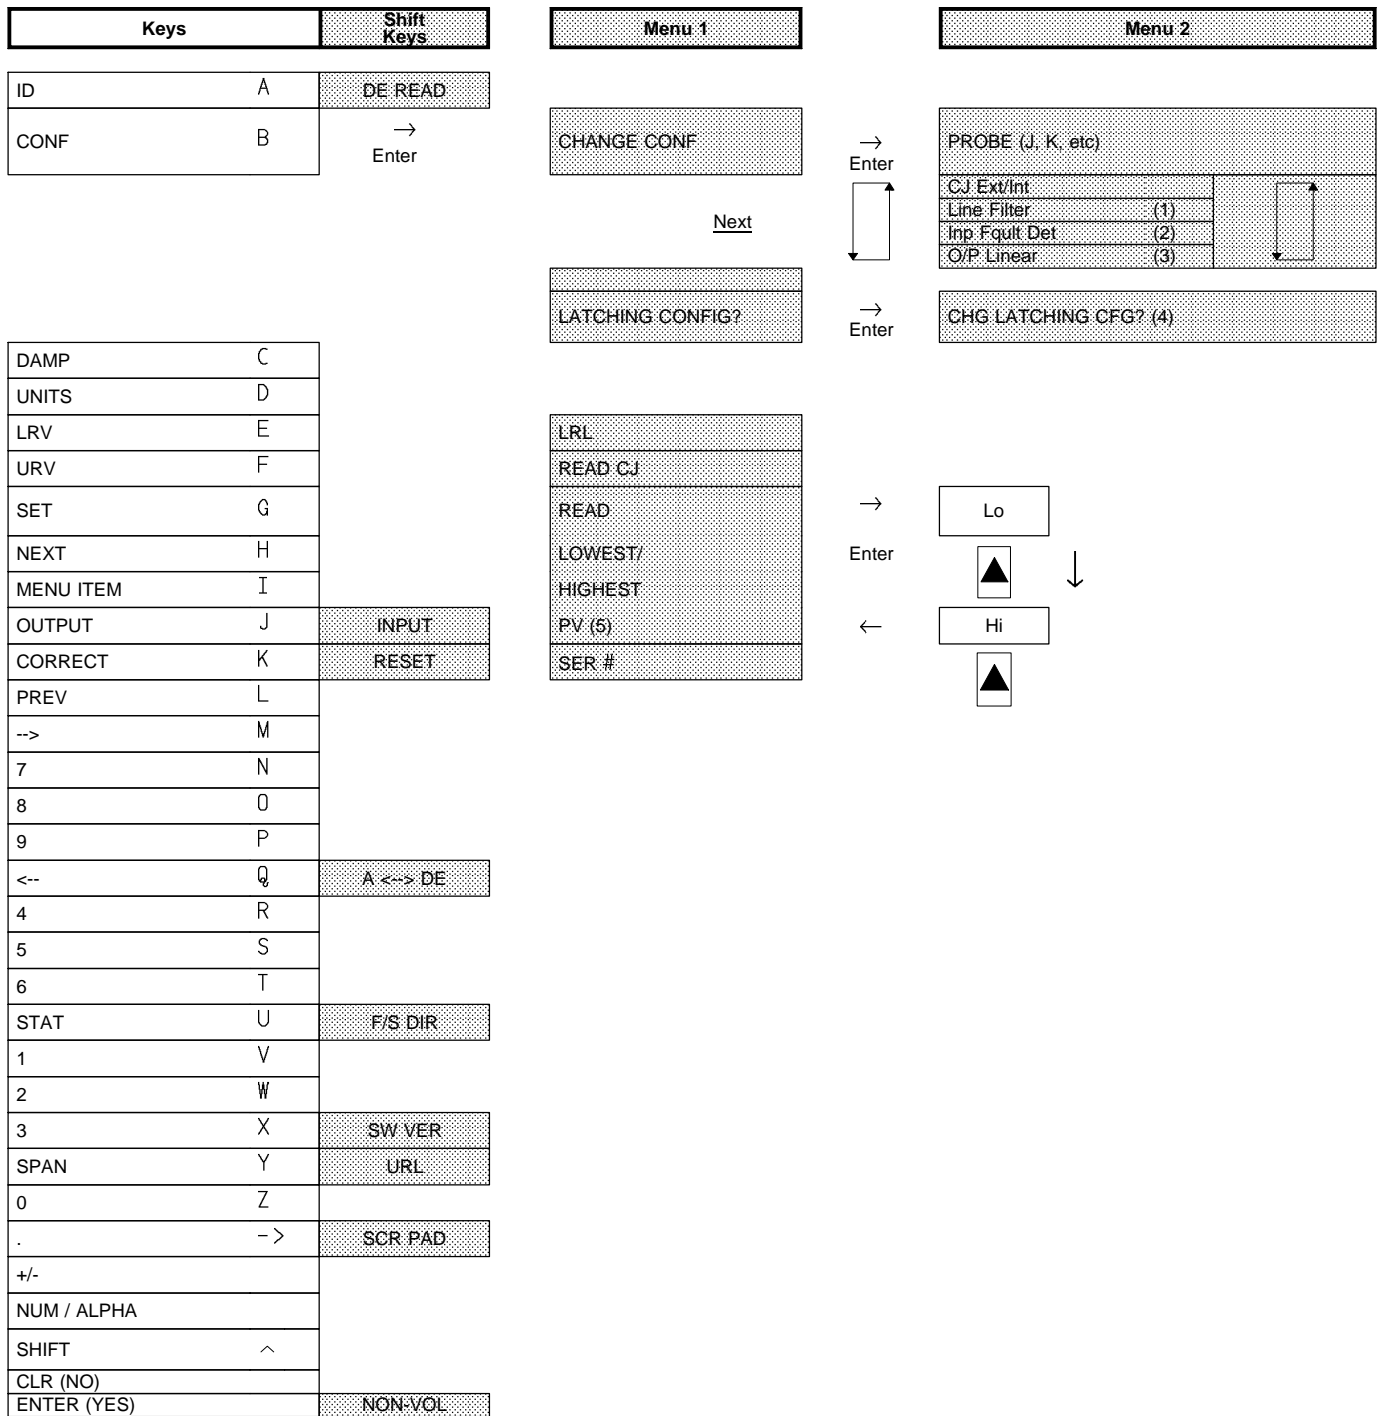 Keys
Shift
Keys
Menu 1
Menu 2
ID A DE READ
CONF B → Enter CHANGE CONF → Enter PROBE (J, K, etc)
CJ Ext/Int
Next
Line Filter (1)
Inp Fqult Det (2)
O/P Linear (3)
LATCHING CONFIG? → Enter CHG LATCHING CFG? (4)
DAMP C
UNITS D
LRV E LRL
URV F READ CJ
SET G READ → Lo
NEXT H LOWEST/ Enter
MENU ITEM I HIGHEST
OUTPUT J INPUT PV (5) ← Hi
CORRECT K RESET SER #
PREV L
--> M
7 N
8 O
9 P
<-- Q A <--> DE
4 R
5 S
6 T
STAT U F/S DIR
1 V
2 W
3 X SW VER
SPAN Y URL
0 Z
. -> SCR PAD
+/-
NUM / ALPHA
SHIFT ^
CLR (NO)
ENTER (YES) NON-VOL